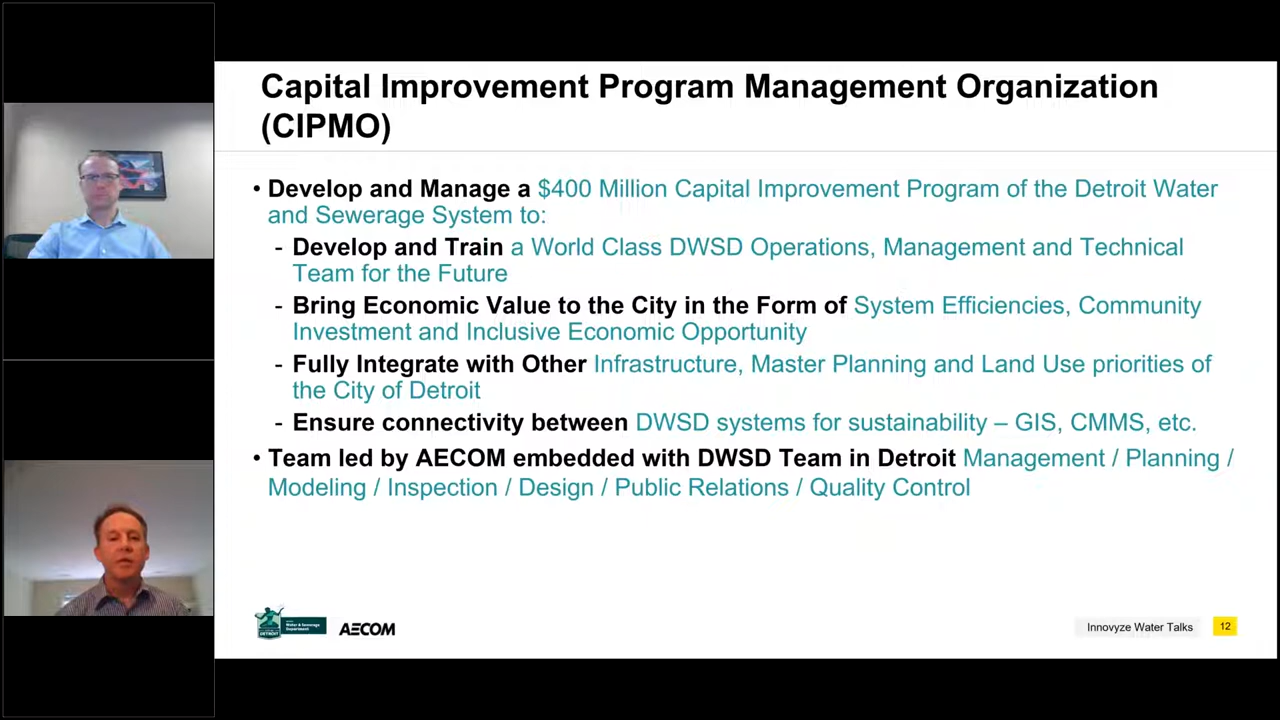 Capital Improvement Program Management Organization
(CIPMO)
• Develop and Manage a $400 Million Capital Improvement Program of the Detroit Water
and Sewerage System to:
- Develop and Train a World Class DWSD Operations, Management and Technical
Team for the Future
- Bring Economic Value to the City in the Form of System Efficiencies, Community
Investment and Inclusive Economic Opportunity
- Fully Integrate with Other Infrastructure, Master Planning and Land Use priorities of
the City of Detroit
- Ensure connectivity between DWSD systems for sustainability – GIS, CMMS, etc.
• Team led by AECOM embedded with DWSD Team in Detroit Management / Planning /
Modeling / Inspection / Design / Public Relations / Quality Control
DETROIT
Water & Sewerage
Department
AECOM
Innovyze Water Talks
12